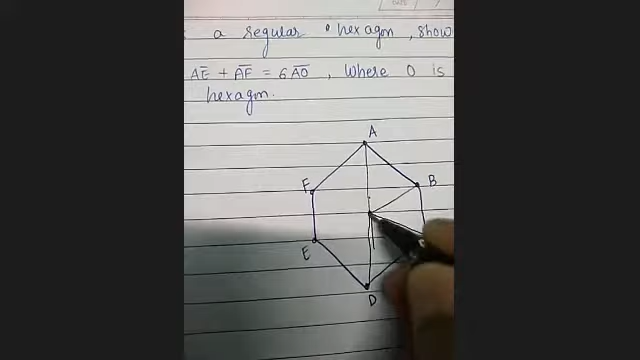 a regular hexagon, show
AE + AF = 6 AO, where O is
hexagon.
A
F
B
E
D